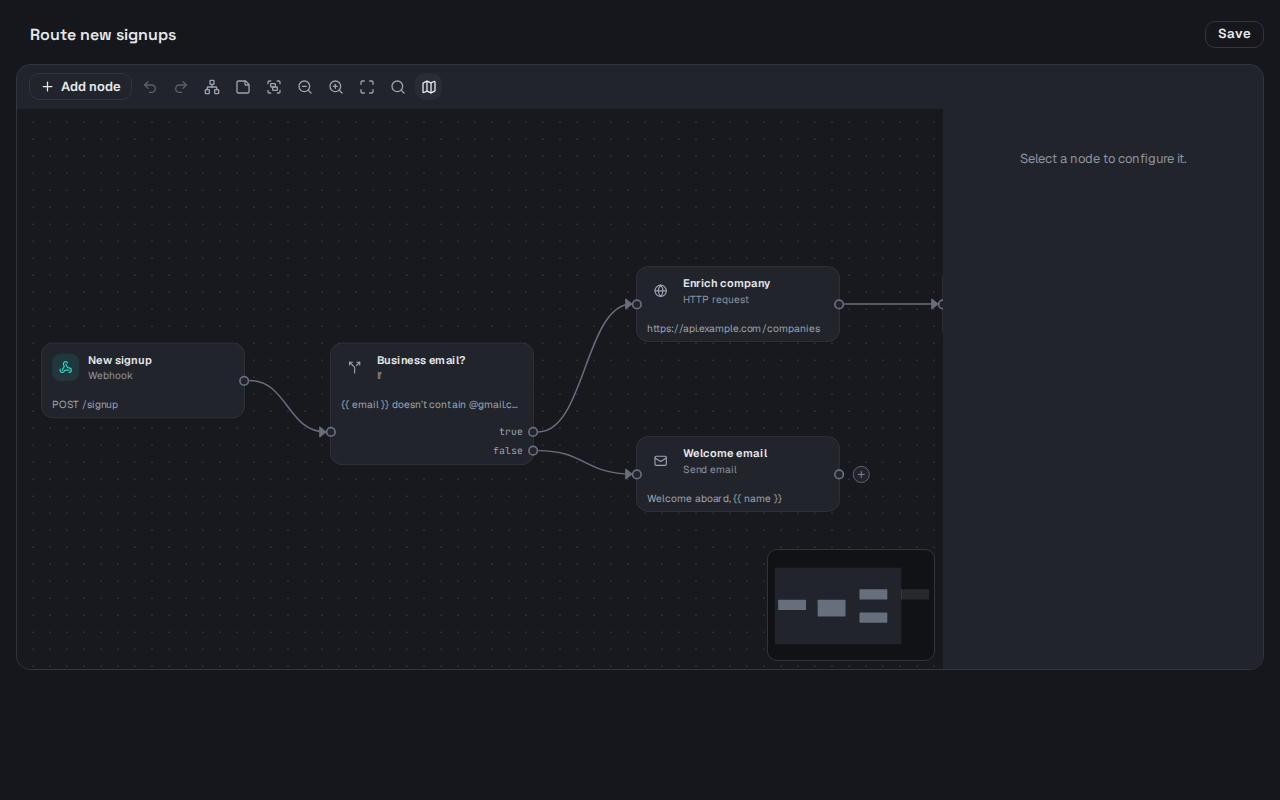 Route new signups
Save
Add node
Select a node to configure it.
Enrich company
HTTP request
https://api.example.com/companies
New signup
Webhook
POST /signup
Business email?
If
{{ email }} doesn't contain @gmail.c…
true
false
Welcome email
Send email
Welcome aboard, {{ name }}